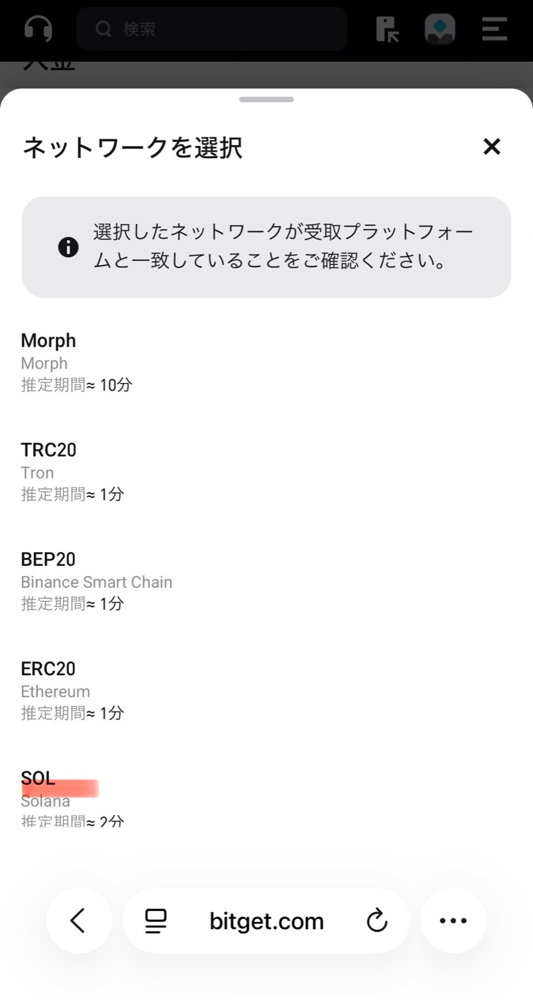 検索
入金
ネットワークを選択
選択したネットワークが受取プラットフォー
ムと一致していることをご確認ください。
Morph
Morph
推定期間≈ 10分
TRC20
Tron
推定期間≈ 1分
BEP20
Binance Smart Chain
推定期間≈ 1分
ERC20
Ethereum
推定期間≈ 1分
SOL
Solana
推定期間≈ 2分
bitget.com